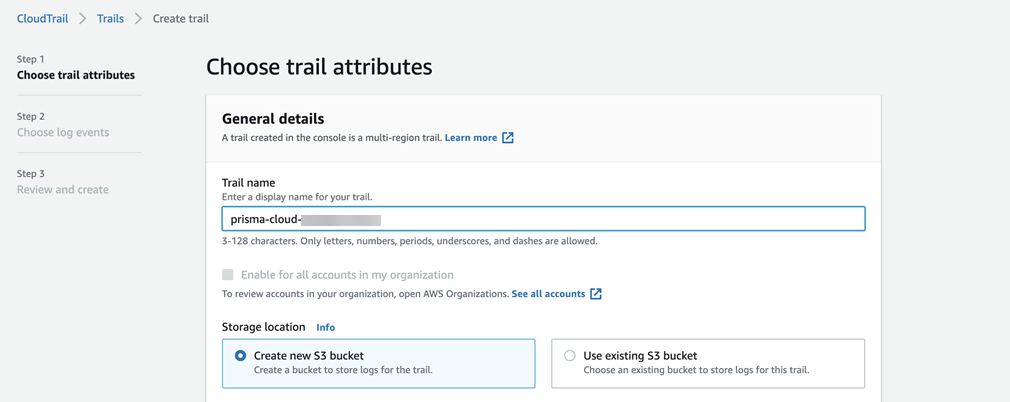 CloudTrail Trails Create trail
Step 1
Choose trail attributes
Step 2
Choose log events
Step 3
Review and create
Choose trail attributes
General details
A trail created in the console is a multi-region trail. Learn more
Trail name
Enter a display name for your trail.
prisma-cloud-
3-128 characters. Only letters, numbers, periods, underscores, and dashes are allowed.
Enable for all accounts in my organization
To review accounts in your organization, open AWS Organizations. See all accounts
Storage location Info
Create new S3 bucket
Create a bucket to store logs for the trail.
Use existing S3 bucket
Choose an existing bucket to store logs for this trail.